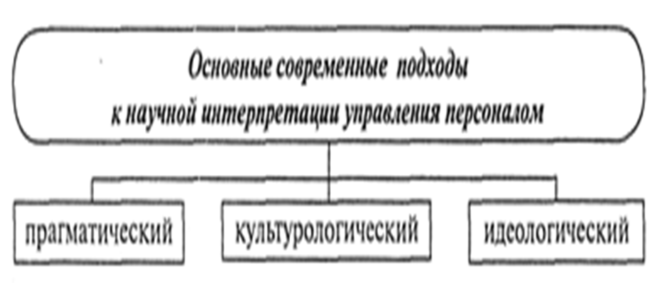 Основные современные подходы
к научной интерпретации управления персоналом
прагматический
культурологический
идеологический